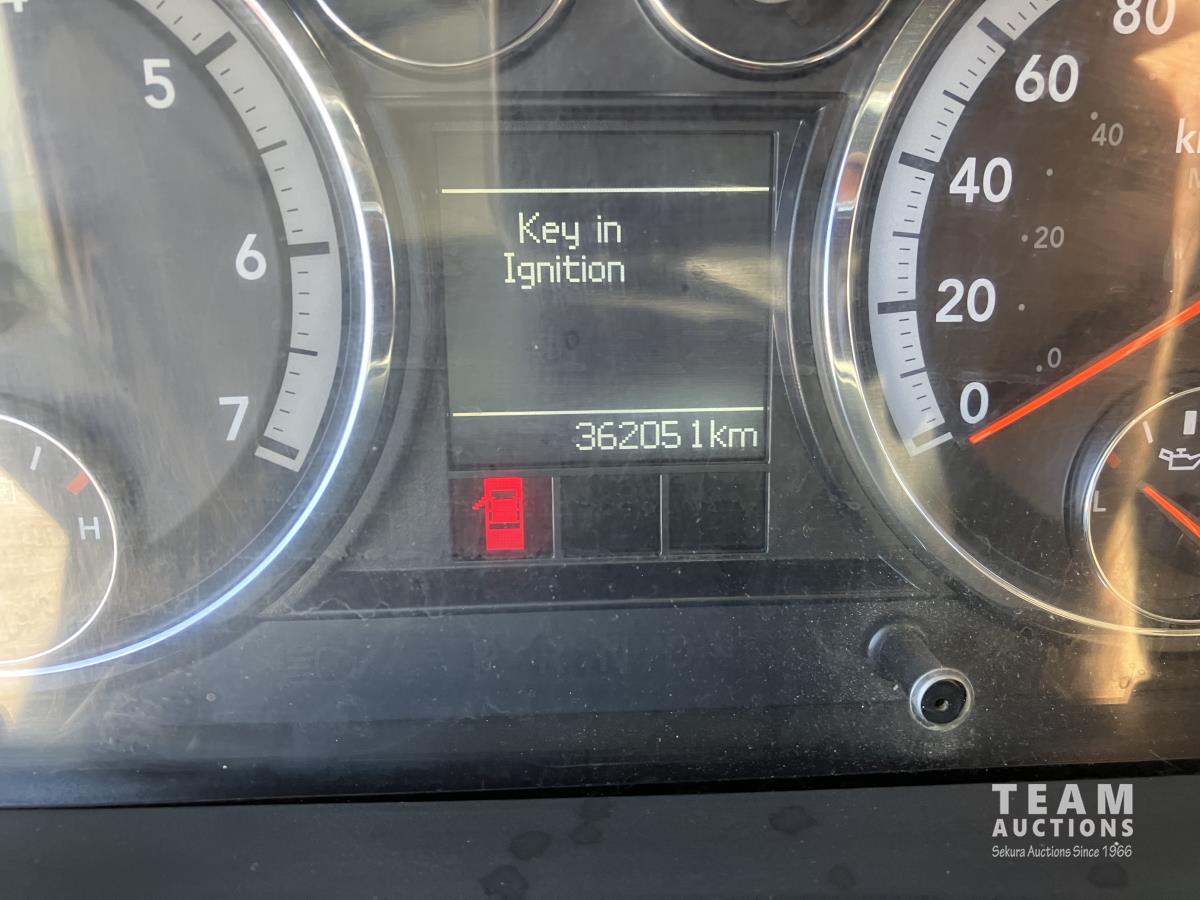 5
6
7
H
Key in
Ignition
362051km
80
60
40
20
0
40
20
0
L
TEAM
AUCTIONS
Sekura Auctions Since 1966